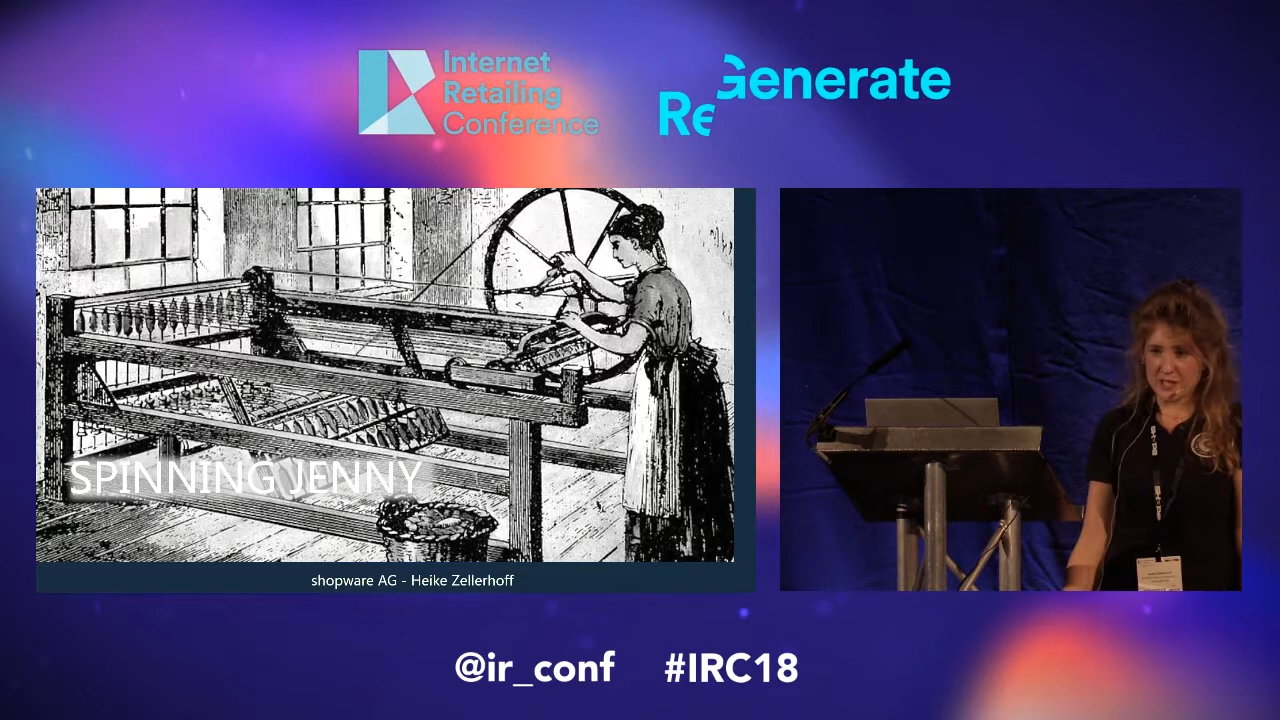 Internet
Retailing
Conference
ReGenerate
SPINNING JENNY
shopware AG - Heike Zellerhoff
@ir_conf #IRC18